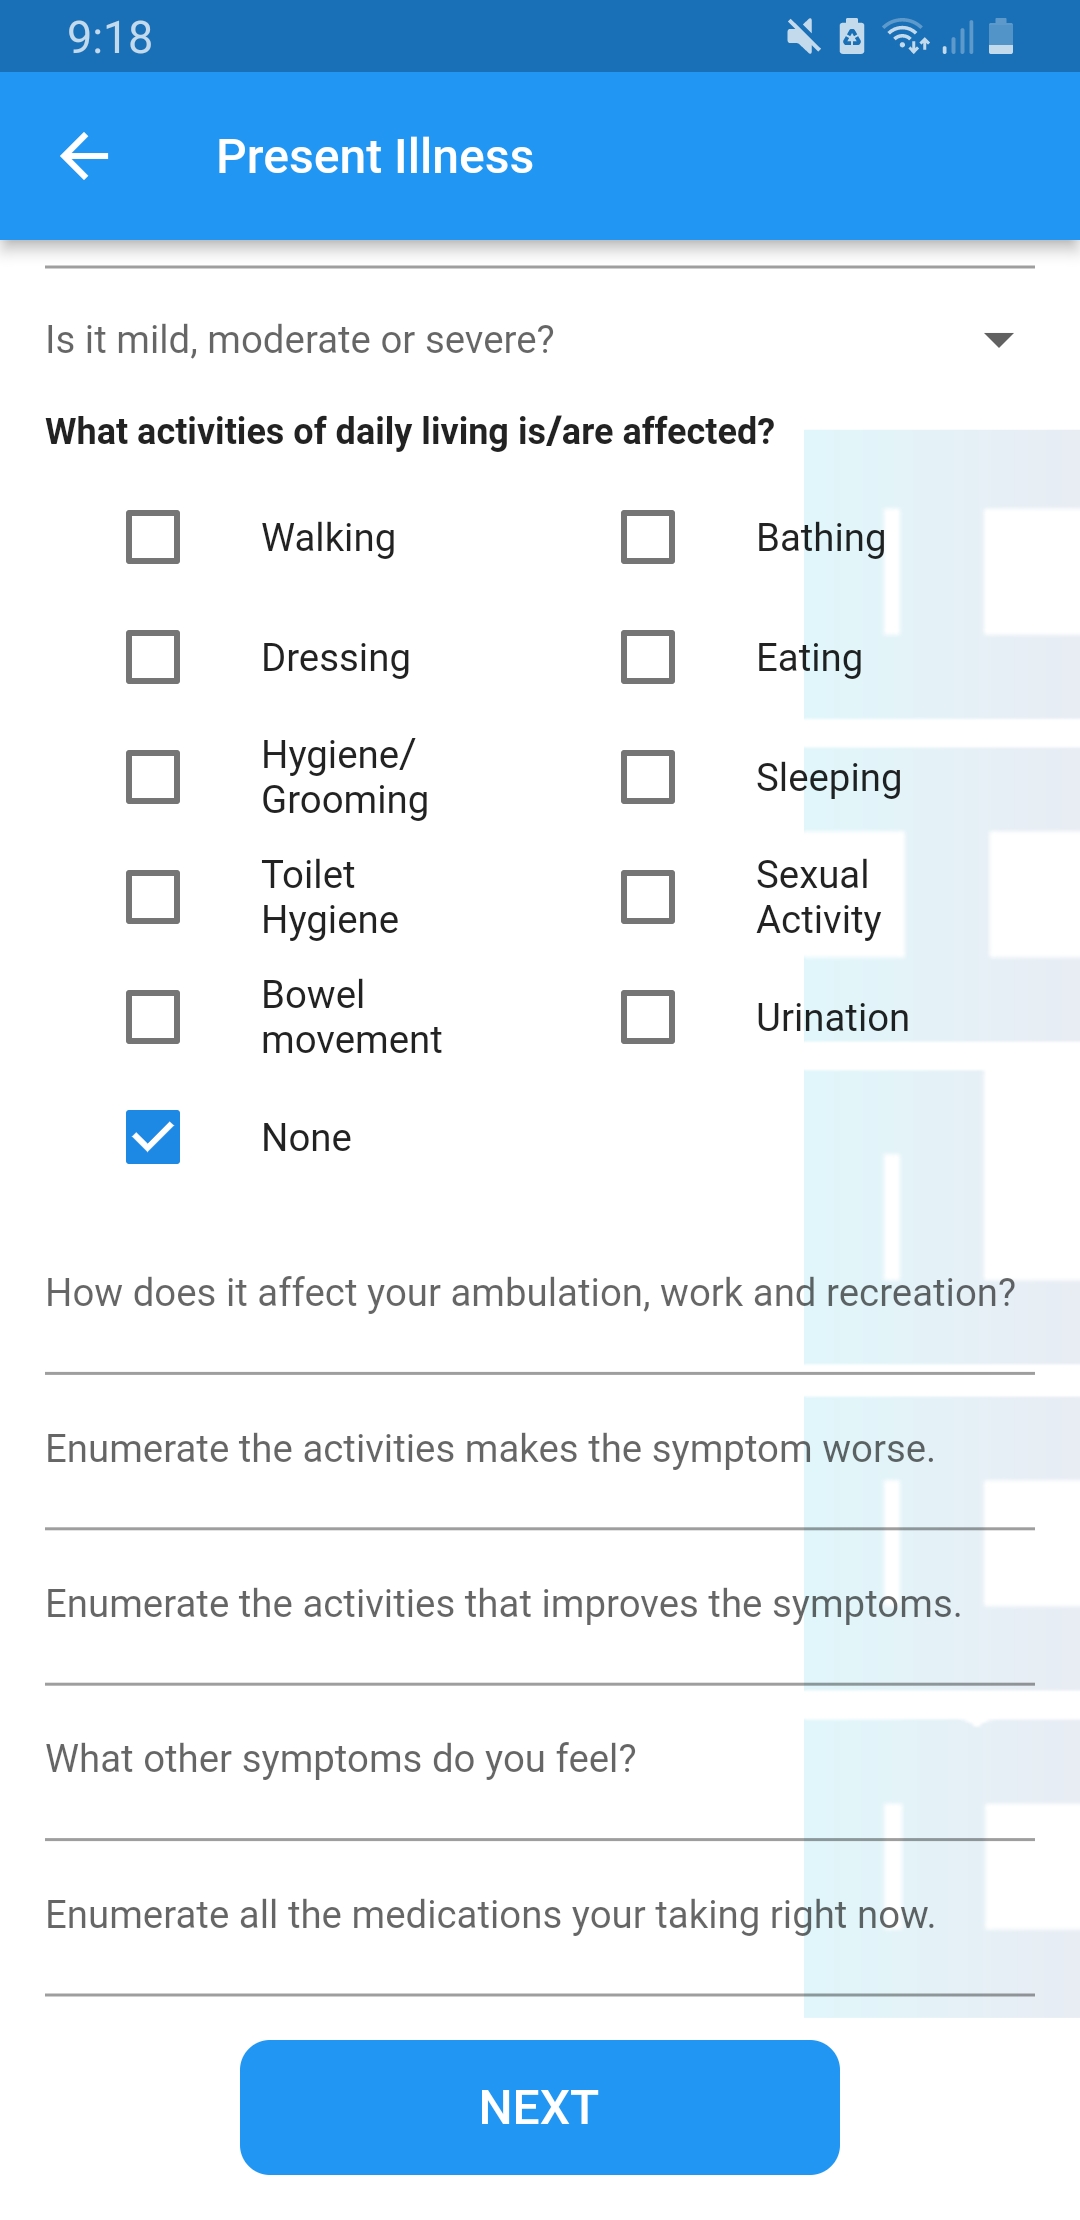 9:18
Present Illness
Is it mild, moderate or severe?
What activities of daily living is/are affected?
Walking
Bathing
Dressing
Eating
Hygiene/
Grooming
Sleeping
Toilet
Hygiene
Sexual
Activity
Bowel
movement
Urination
None
How does it affect your ambulation, work and recreation?
Enumerate the activities makes the symptom worse.
Enumerate the activities that improves the symptoms.
What other symptoms do you feel?
Enumerate all the medications your taking right now.
NEXT